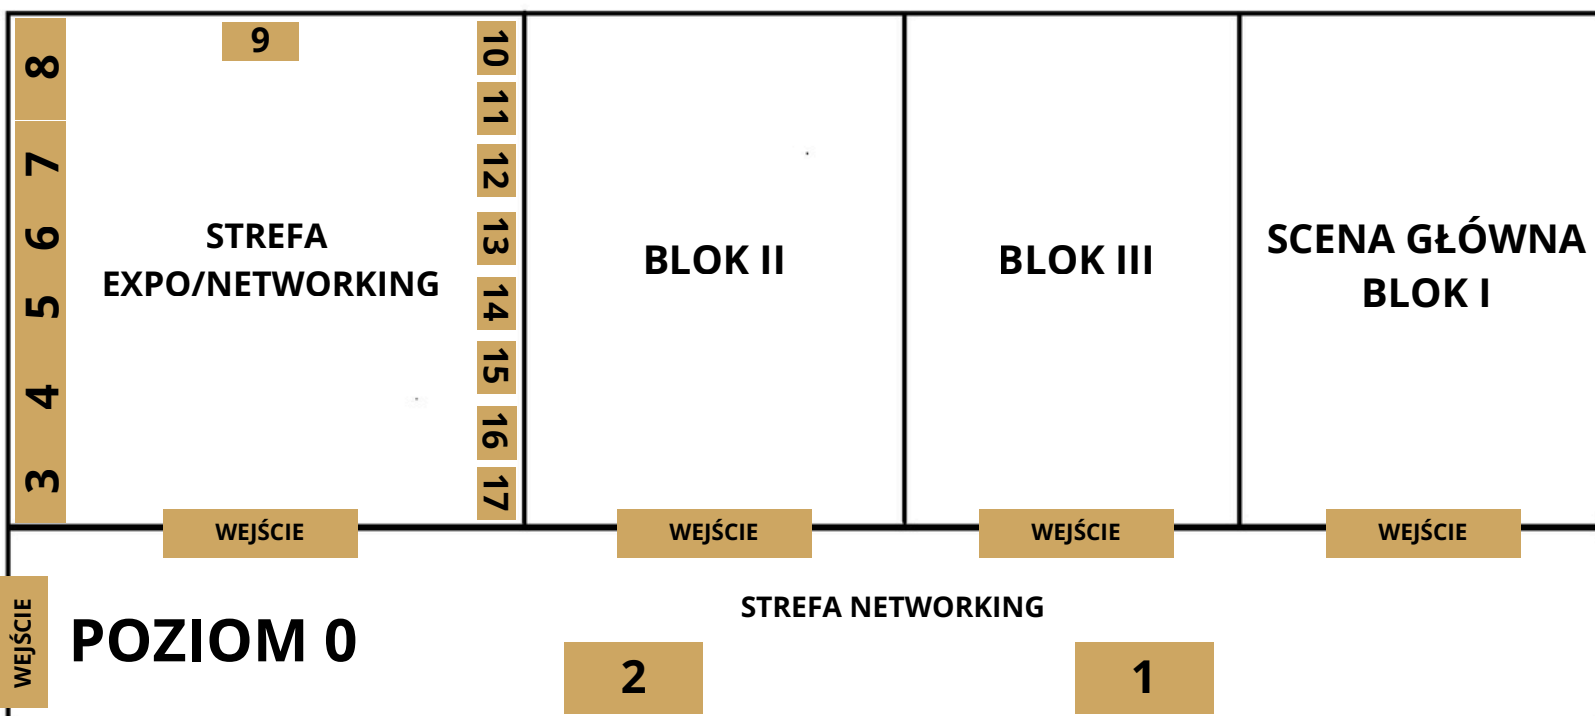 8
7
6
5
4
3
9
STREFA
EXPO/NETWORKING
10
11
12
13
14
15
16
17
BLOK II
BLOK III
SCENA GŁÓWNA
BLOK I
WEJŚCIE
WEJŚCIE
WEJŚCIE
WEJŚCIE
WEJŚCIE
POZIOM 0
STREFA NETWORKING
2
1